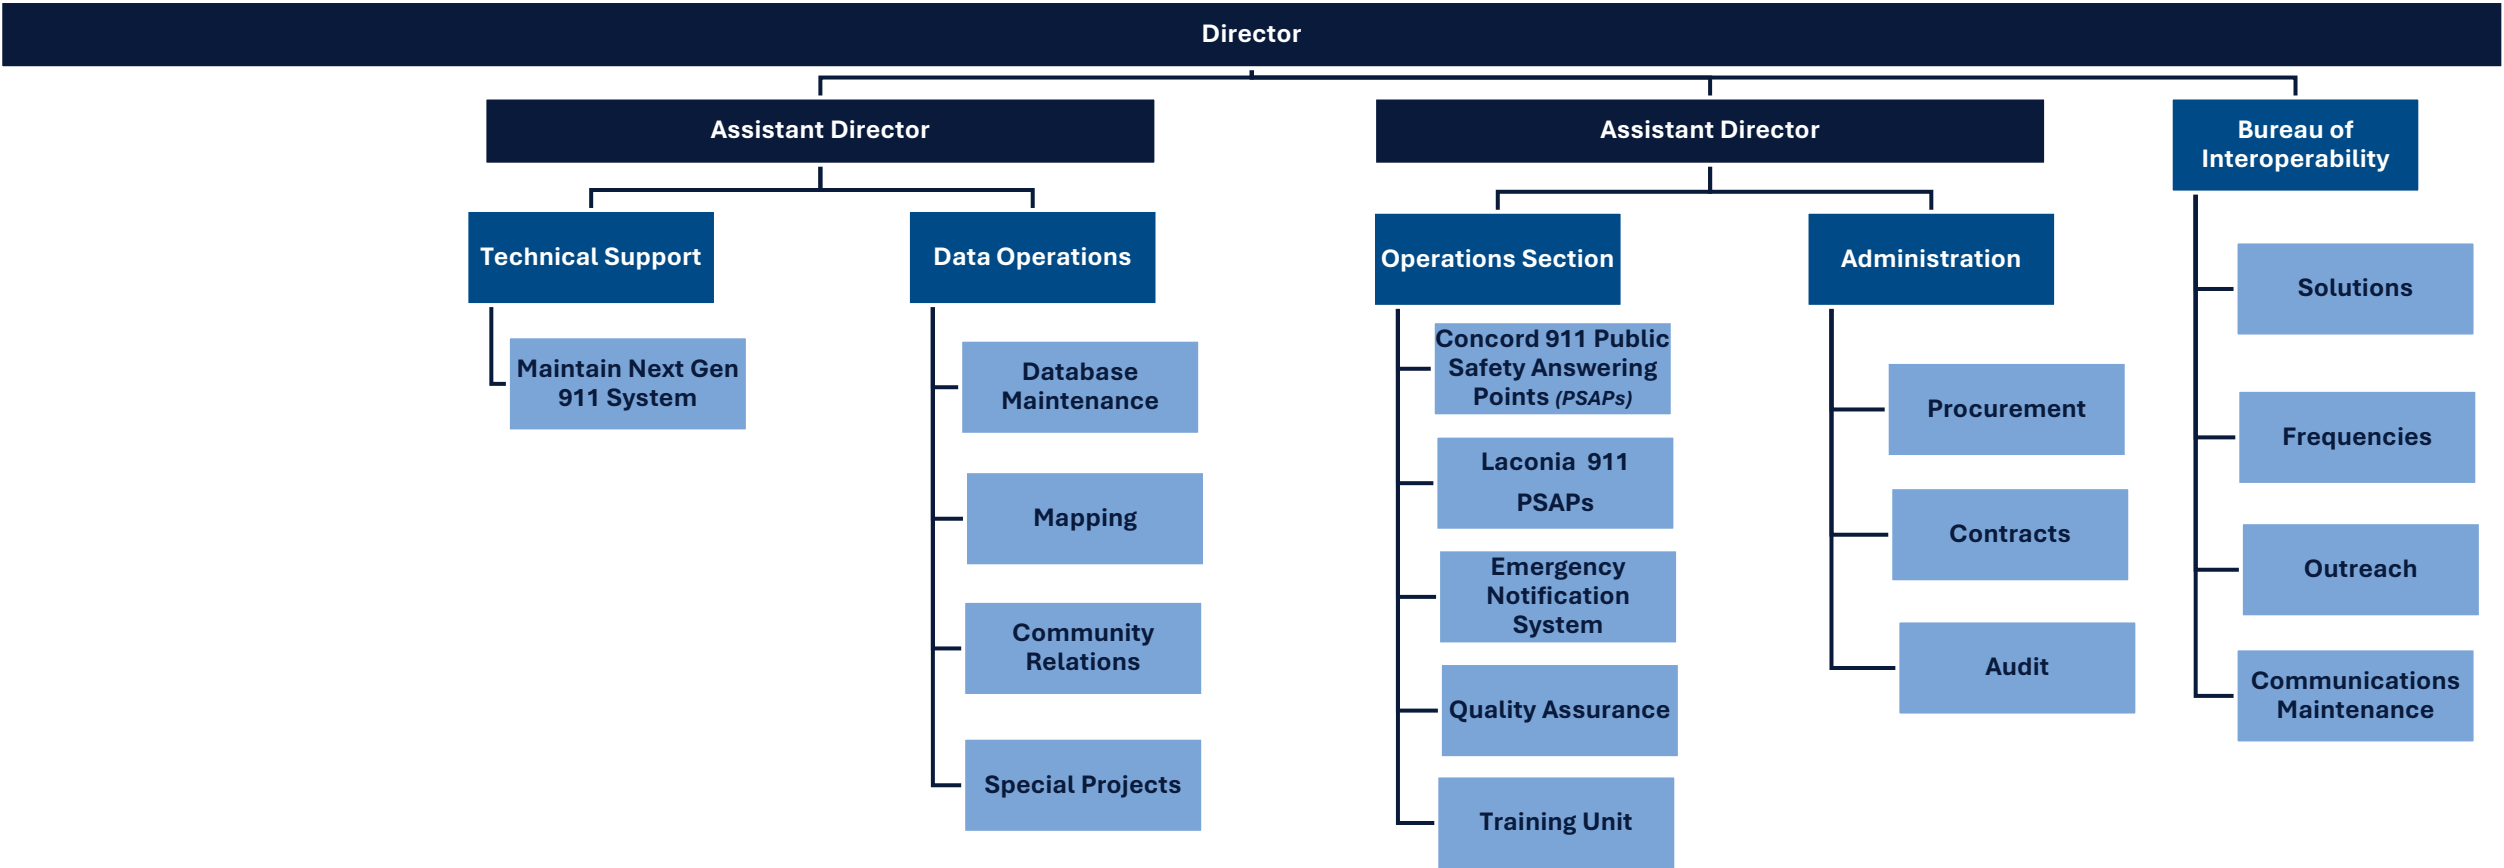 Director
Assistant Director
Assistant Director
Bureau of
Interoperability
Technical Support
Data Operations
Operations Section
Administration
Maintain Next Gen
911 System
Database
Maintenance
Mapping
Community
Relations
Special Projects
Concord 911 Public
Safety Answering
Points (PSAPs)
Laconia 911
PSAPs
Emergency
Notification
System
Quality Assurance
Training Unit
Procurement
Contracts
Audit
Solutions
Frequencies
Outreach
Communications
Maintenance